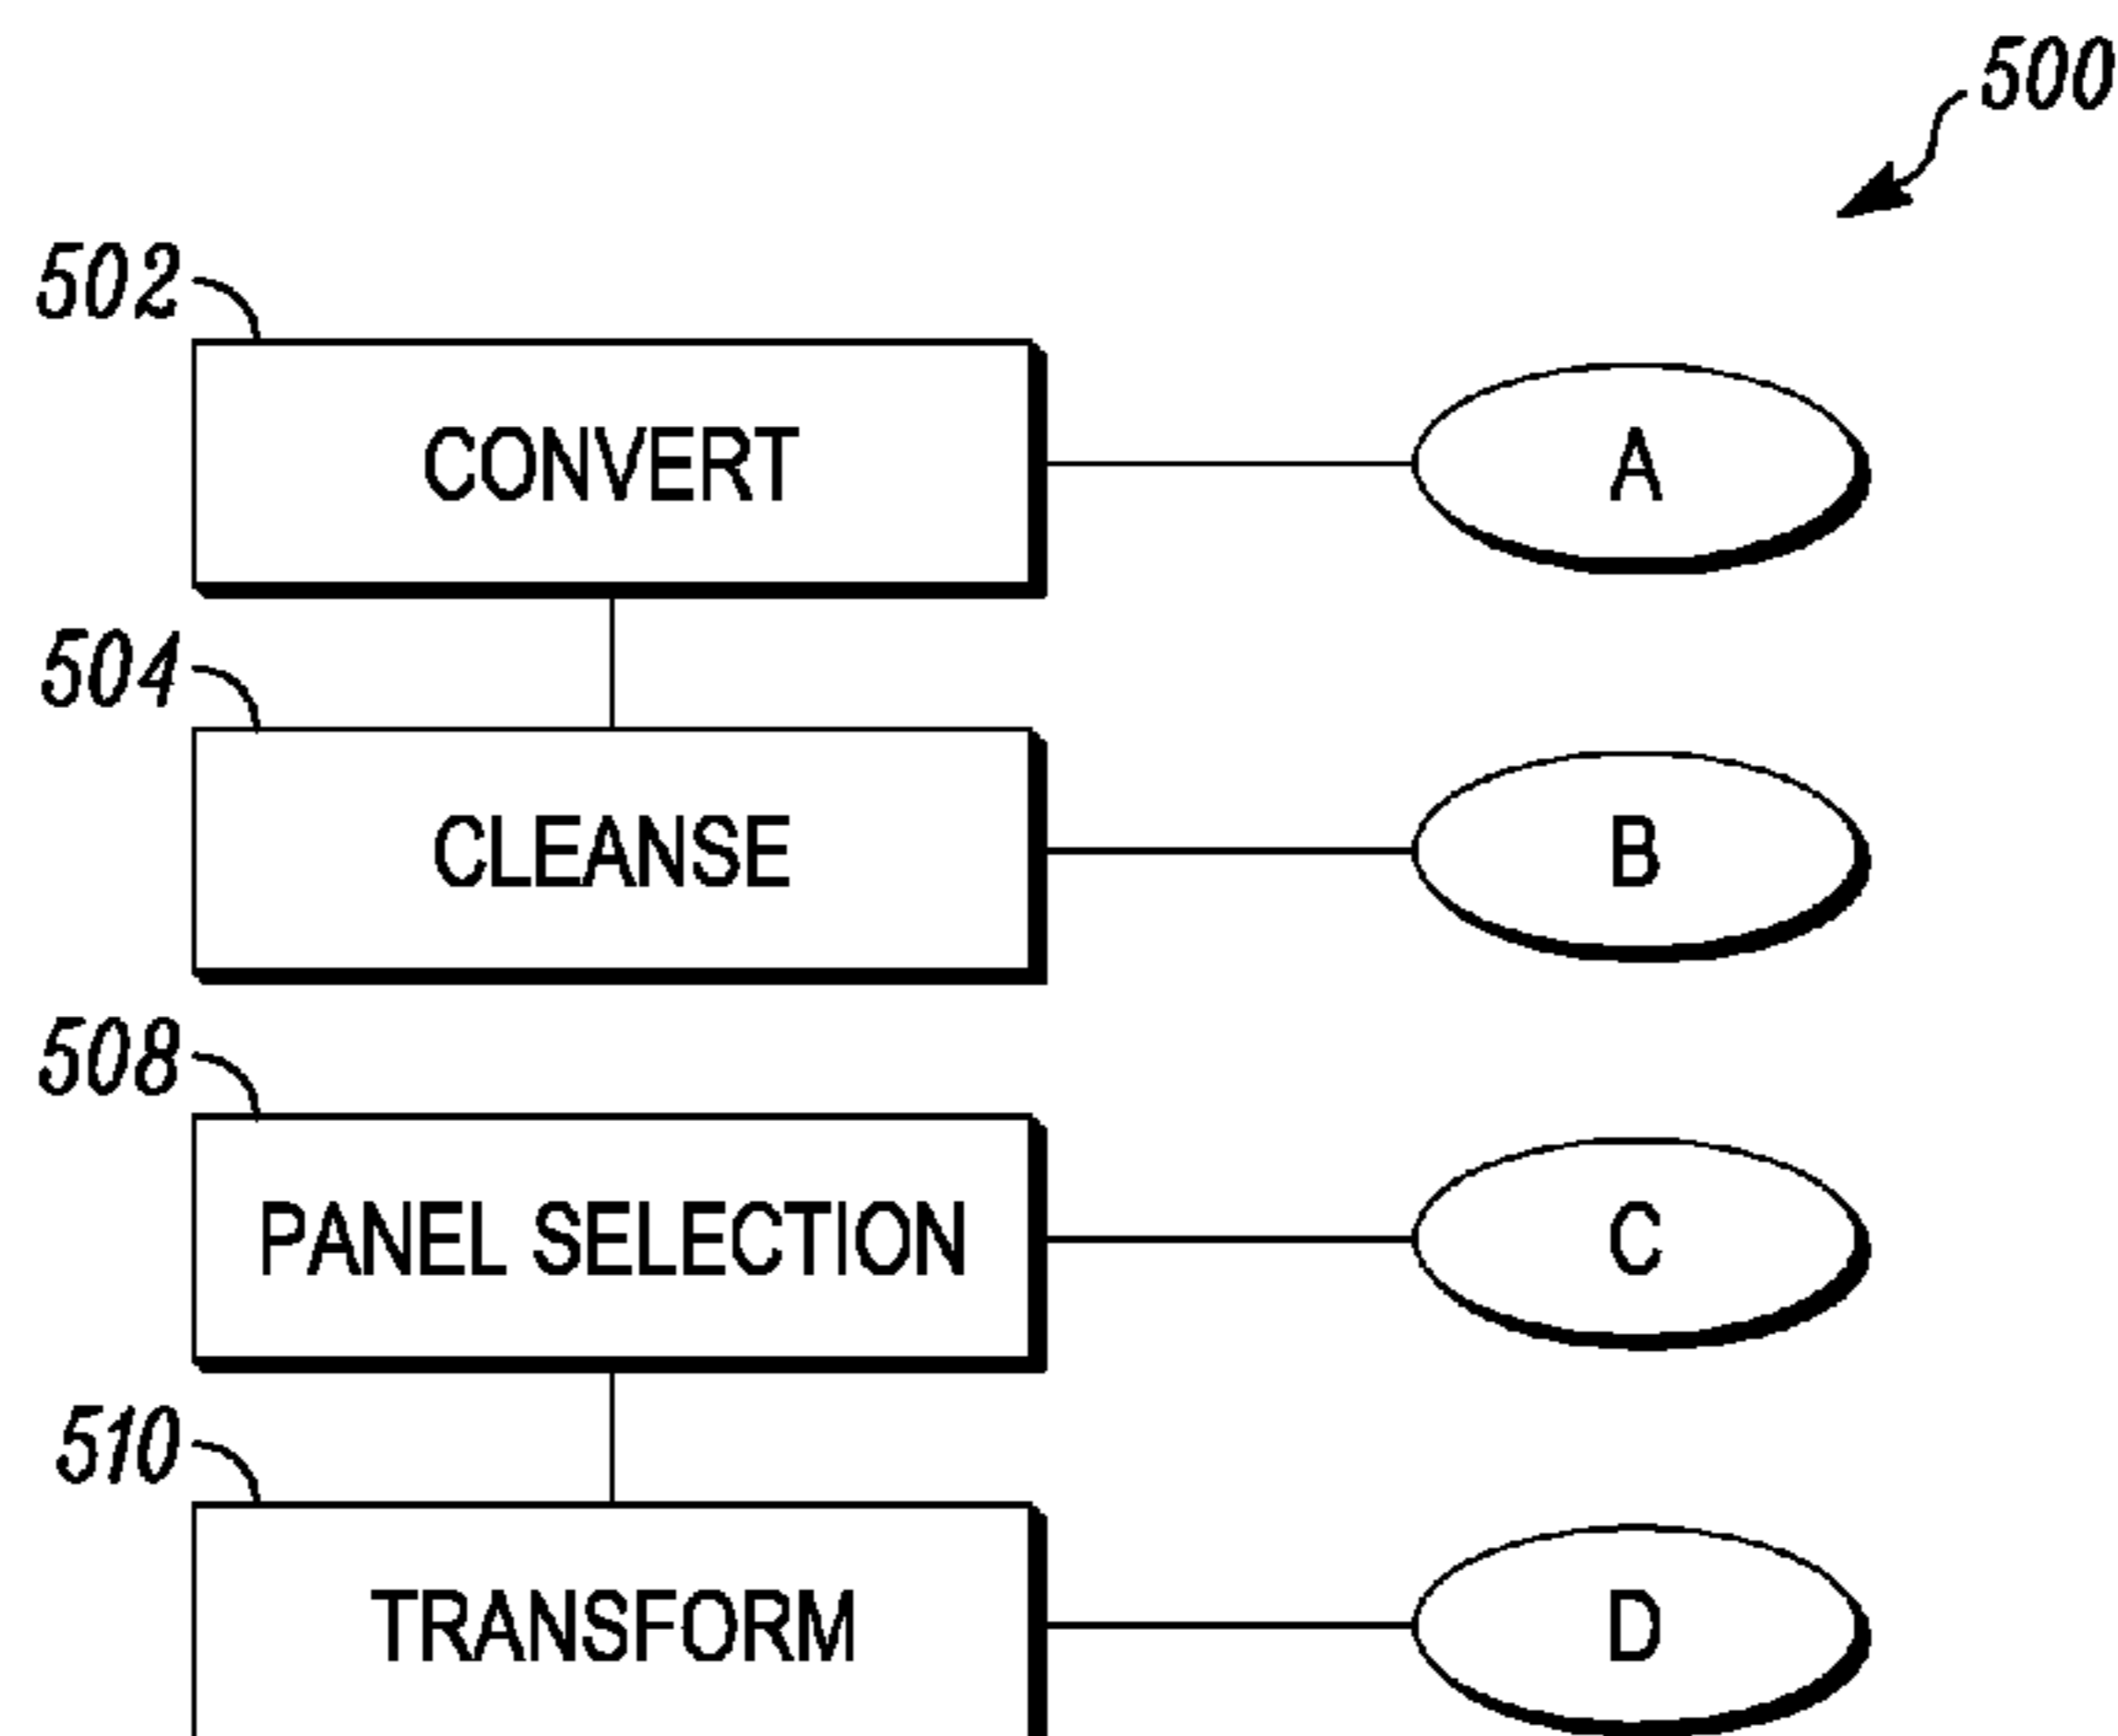 500
502
CONVERT
A
504
CLEANSE
B
508
PANEL SELECTION
C
510
TRANSFORM
D